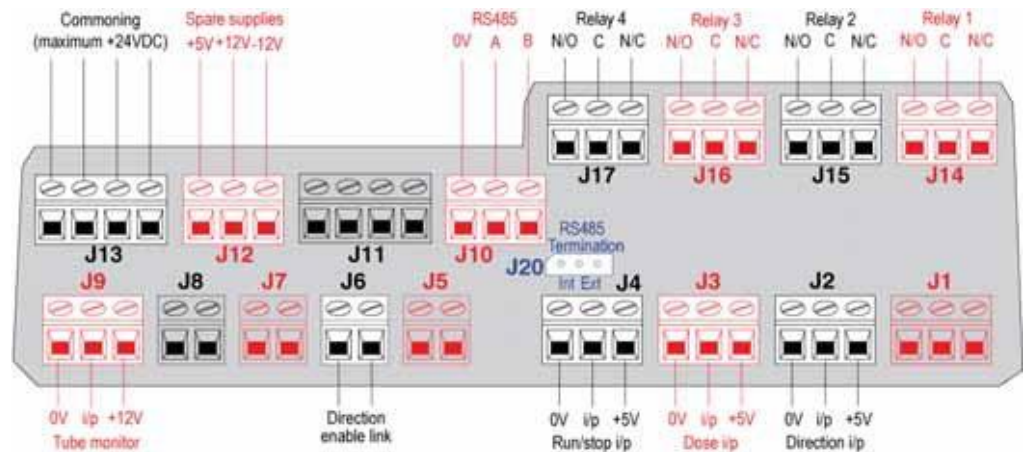 Commoning
(maximum +24VDC)
Spare supplies
+5V +12V -12V
RS485
0V A B
Relay 4
N/O C N/C
Relay 3
N/O C N/C
Relay 2
N/O C N/C
Relay 1
N/O C N/C
J17 J16 J15 J14
J13 J12 J11 J10
RS485
Termination
J20
Int Ext
J9 J8 J7 J6 J5 J4 J3 J2 J1
0V i/p +12V
Tube monitor
Direction
enable link
0V i/p +5V
Run/stop i/p
0V i/p +5V
Dose i/p
0V i/p +5V
Direction i/p